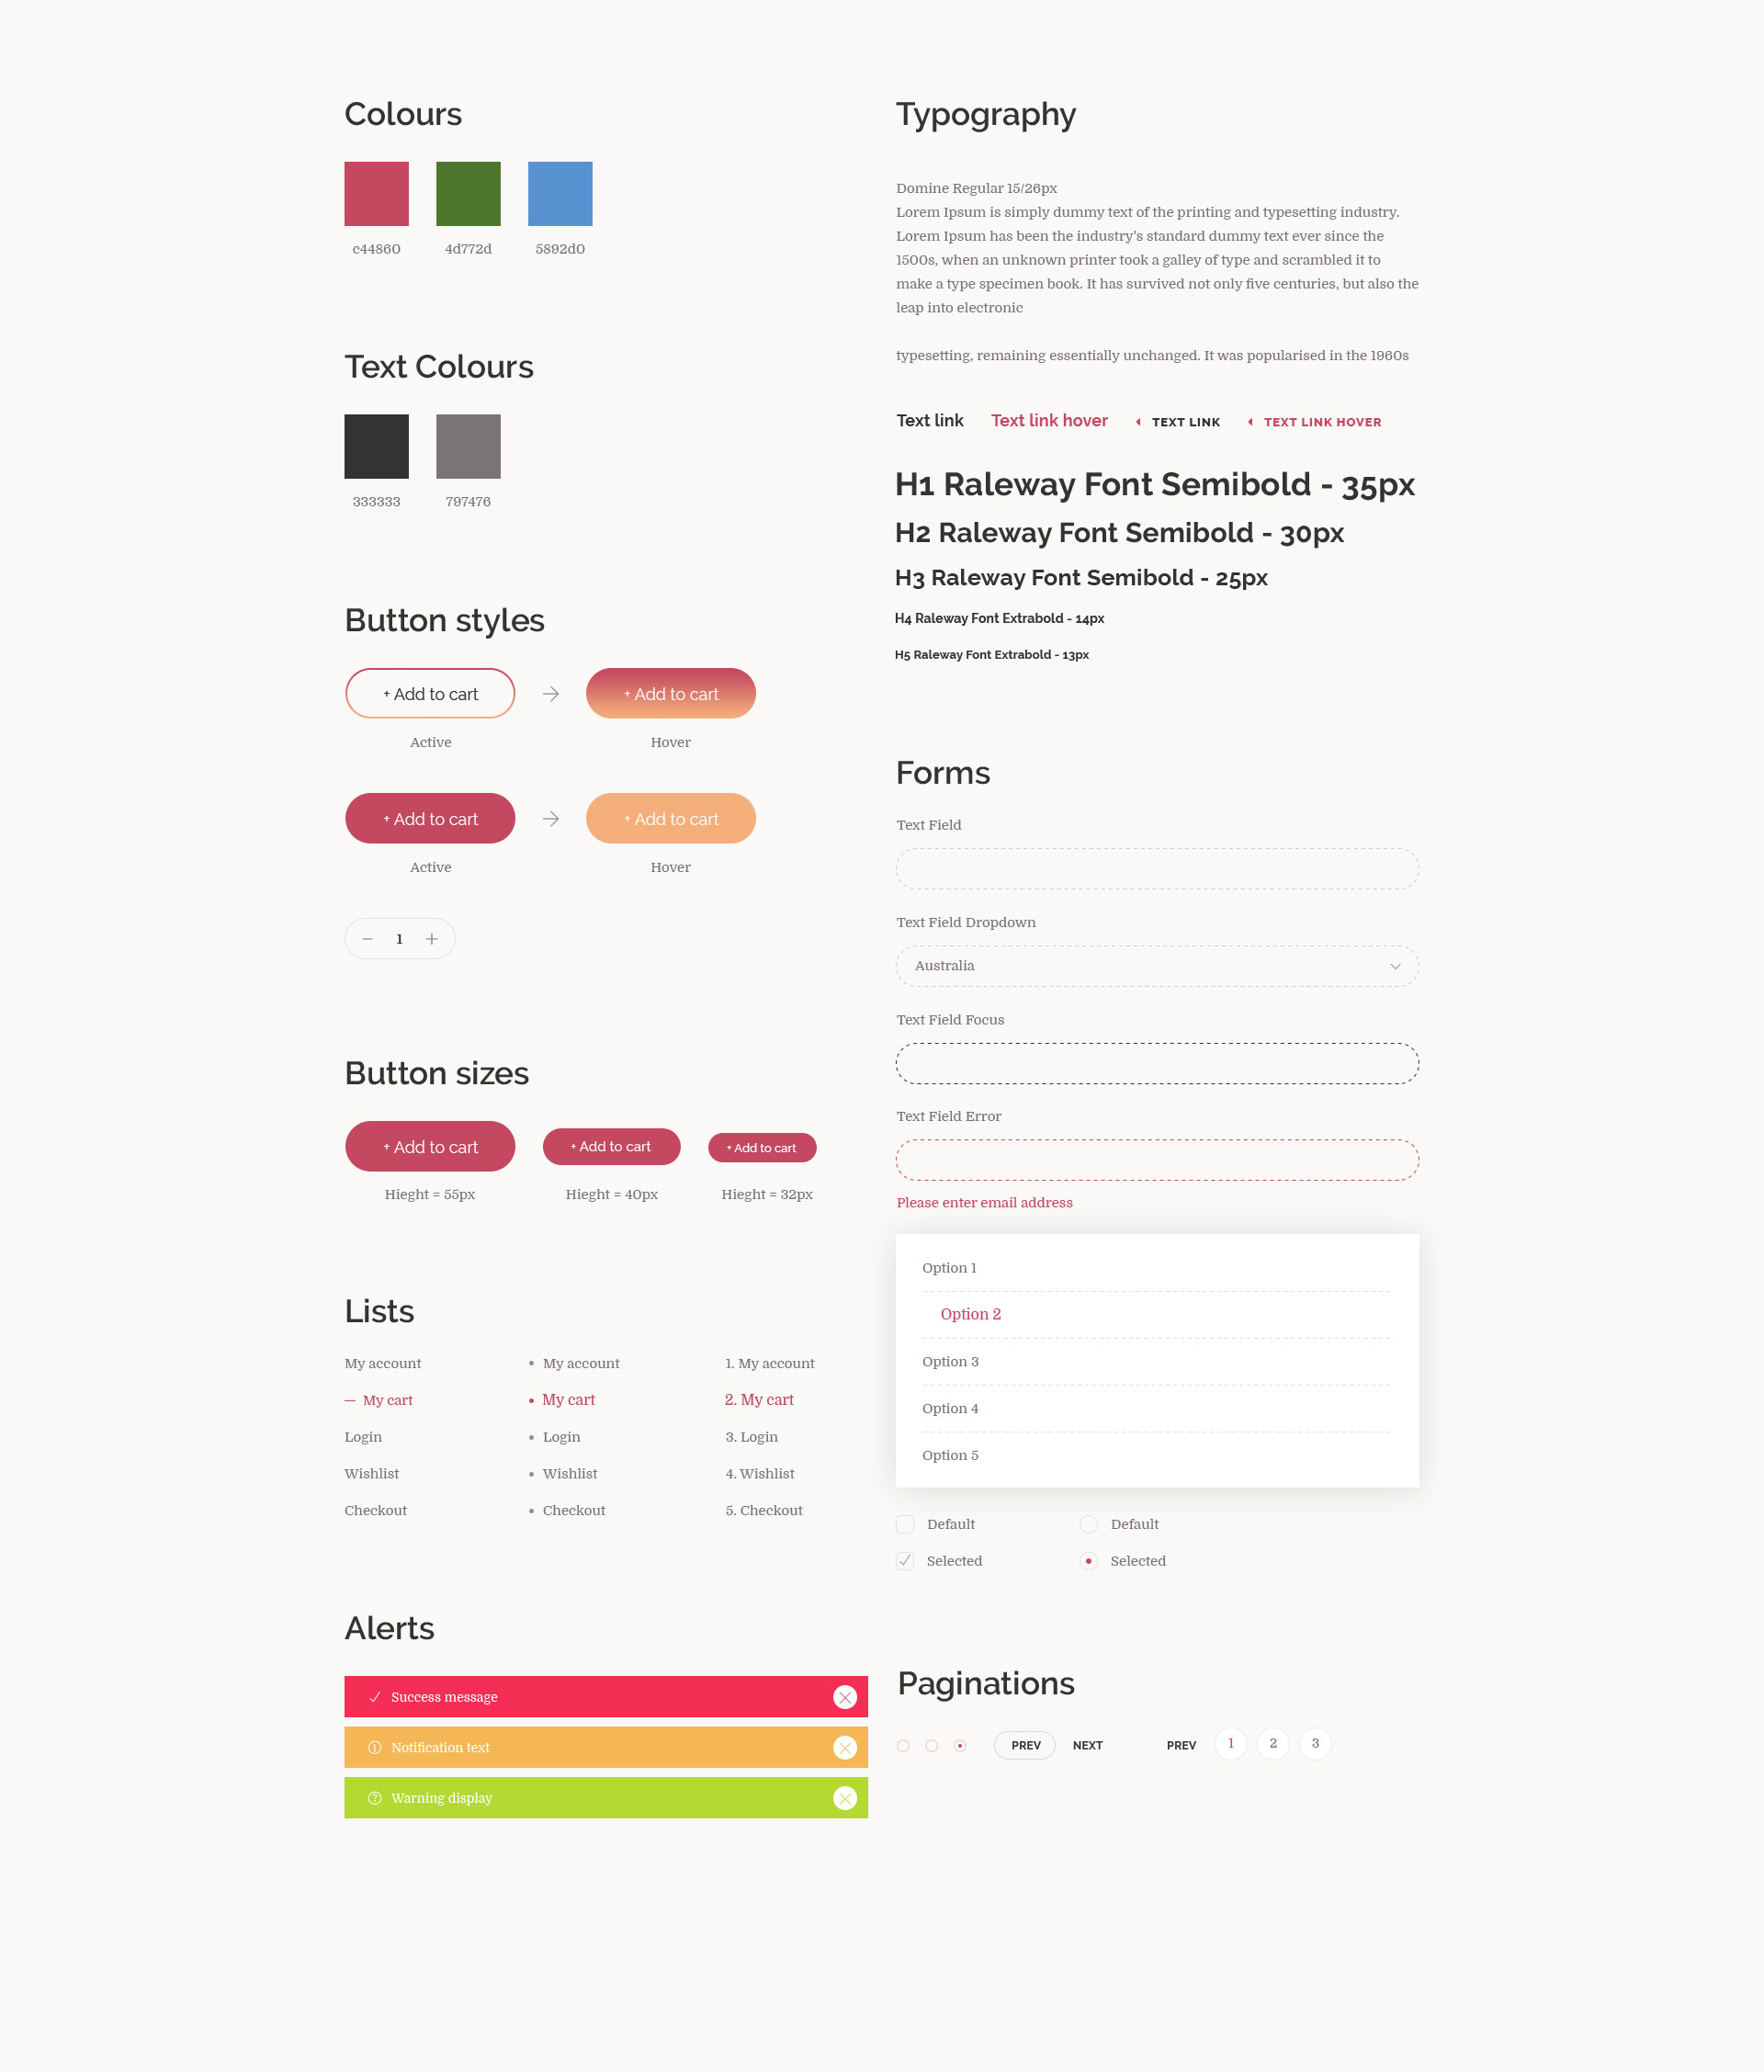 Colours
c44860
4d772d
5892d0
Text Colours
333333
797476
Button styles
+ Add to cart
+ Add to cart
Active
Hover
+ Add to cart
+ Add to cart
Active
Hover
1
Button sizes
+ Add to cart
+ Add to cart
+ Add to cart
Hieght = 55px
Hieght = 40px
Hieght = 32px
Lists
My account
— My cart
Login
Wishlist
Checkout
• My account
• My cart
• Login
• Wishlist
• Checkout
1. My account
2. My cart
3. Login
4. Wishlist
5. Checkout
Alerts
Success message
Notification text
Warning display
Typography
Domine Regular 15/26px
Lorem Ipsum is simply dummy text of the printing and typesetting industry.
Lorem Ipsum has been the industry's standard dummy text ever since the
1500s, when an unknown printer took a galley of type and scrambled it to
make a type specimen book. It has survived not only five centuries, but also the
leap into electronic
typesetting, remaining essentially unchanged. It was popularised in the 1960s
Text link
Text link hover
TEXT LINK
TEXT LINK HOVER
H1 Raleway Font Semibold - 35px
H2 Raleway Font Semibold - 30px
H3 Raleway Font Semibold - 25px
H4 Raleway Font Extrabold - 14px
H5 Raleway Font Extrabold - 13px
Forms
Text Field
Text Field Dropdown
Australia
Text Field Focus
Text Field Error
Please enter email address
Option 1
Option 2
Option 3
Option 4
Option 5
Default
Default
Selected
Selected
Paginations
PREV
NEXT
PREV
1
2
3